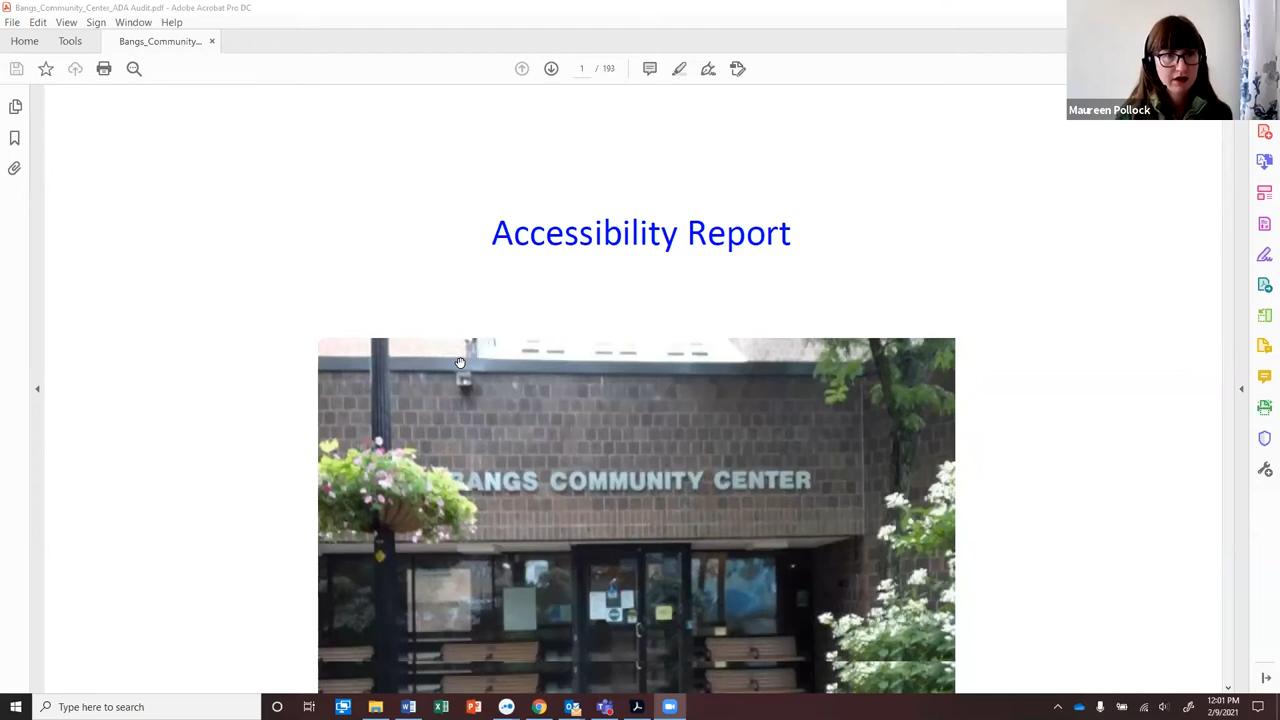 Bangs_Community_Center_ADA Audit.pdf - Adobe Acrobat Pro DC
File Edit View Sign Window Help
Home Tools Bangs_Community... ×
1 / 193
Maureen Pollock
Accessibility Report
BANGS COMMUNITY CENTER
Type here to search
12:01 PM
2/9/2021